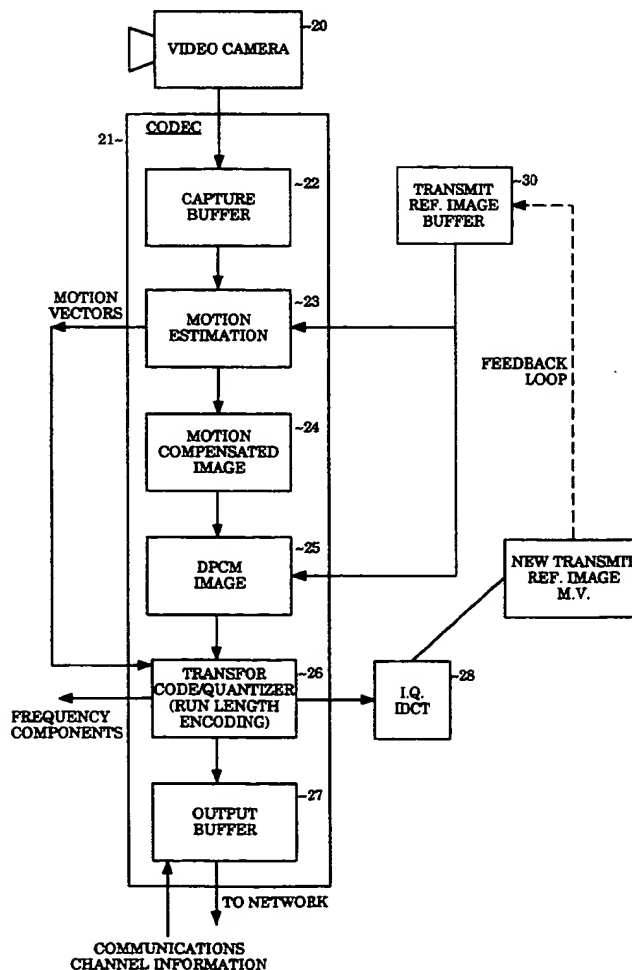 ~20
VIDEO CAMERA
21~
CODEC
~22
CAPTURE
BUFFER
~30
TRANSMIT
REF. IMAGE
BUFFER
MOTION
VECTORS
~23
MOTION
ESTIMATION
FEEDBACK
LOOP
~24
MOTION
COMPENSATED
IMAGE
~25
DPCM
IMAGE
NEW TRANSMIT
REF. IMAGE
M.V.
~26
TRANSFOR
CODE/QUANTIZER
(RUN LENGTH
ENCODING)
~28
I.Q.
IDCT
FREQUENCY
COMPONENTS
~27
OUTPUT
BUFFER
TO NETWORK
COMMUNICATIONS
CHANNEL INFORMATION